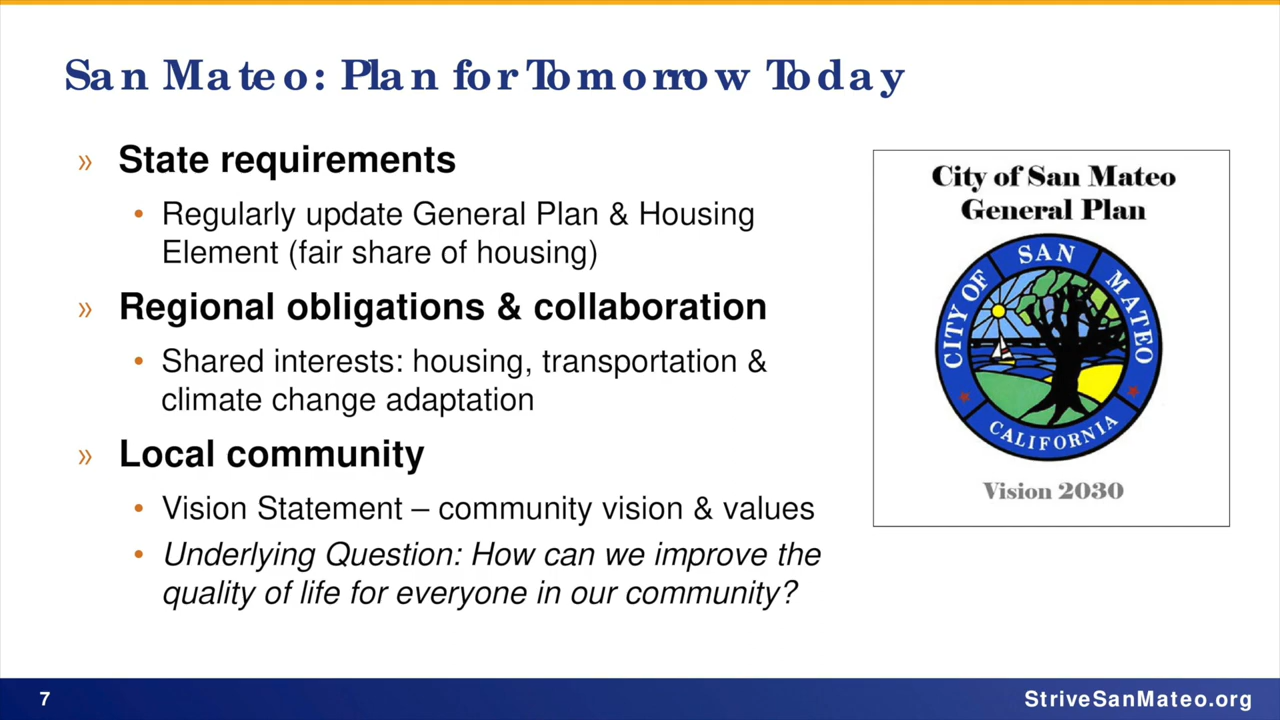 San Mateo: Plan for Tomorrow Today
» State requirements
• Regularly update General Plan & Housing
Element (fair share of housing)
» Regional obligations & collaboration
• Shared interests: housing, transportation &
climate change adaptation
» Local community
• Vision Statement – community vision & values
• Underlying Question: How can we improve the
quality of life for everyone in our community?
City of San Mateo
General Plan
CITY OF SAN MATEO
CALIFORNIA
Vision 2030
7
StriveSanMateo.org